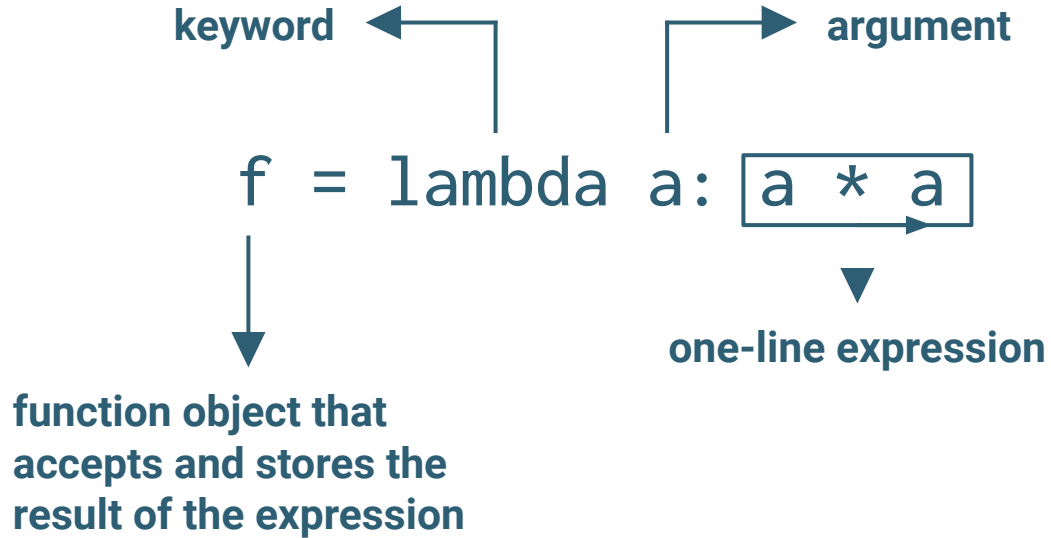 keyword
argument
f = lambda a: a * a
one-line expression
function object that
accepts and stores the
result of the expression